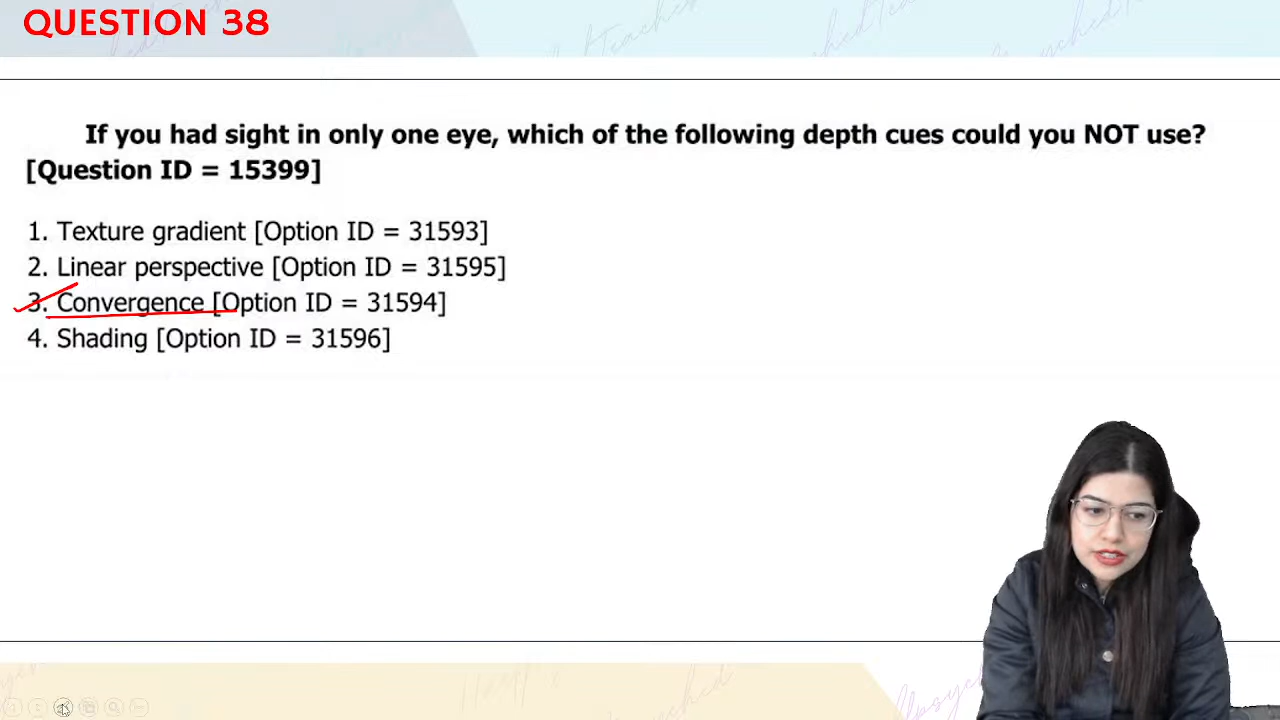 QUESTION 38
If you had sight in only one eye, which of the following depth cues could you NOT use?
[Question ID = 15399]
1. Texture gradient [Option ID = 31593]
2. Linear perspective [Option ID = 31595]
3. Convergence [Option ID = 31594]
4. Shading [Option ID = 31596]